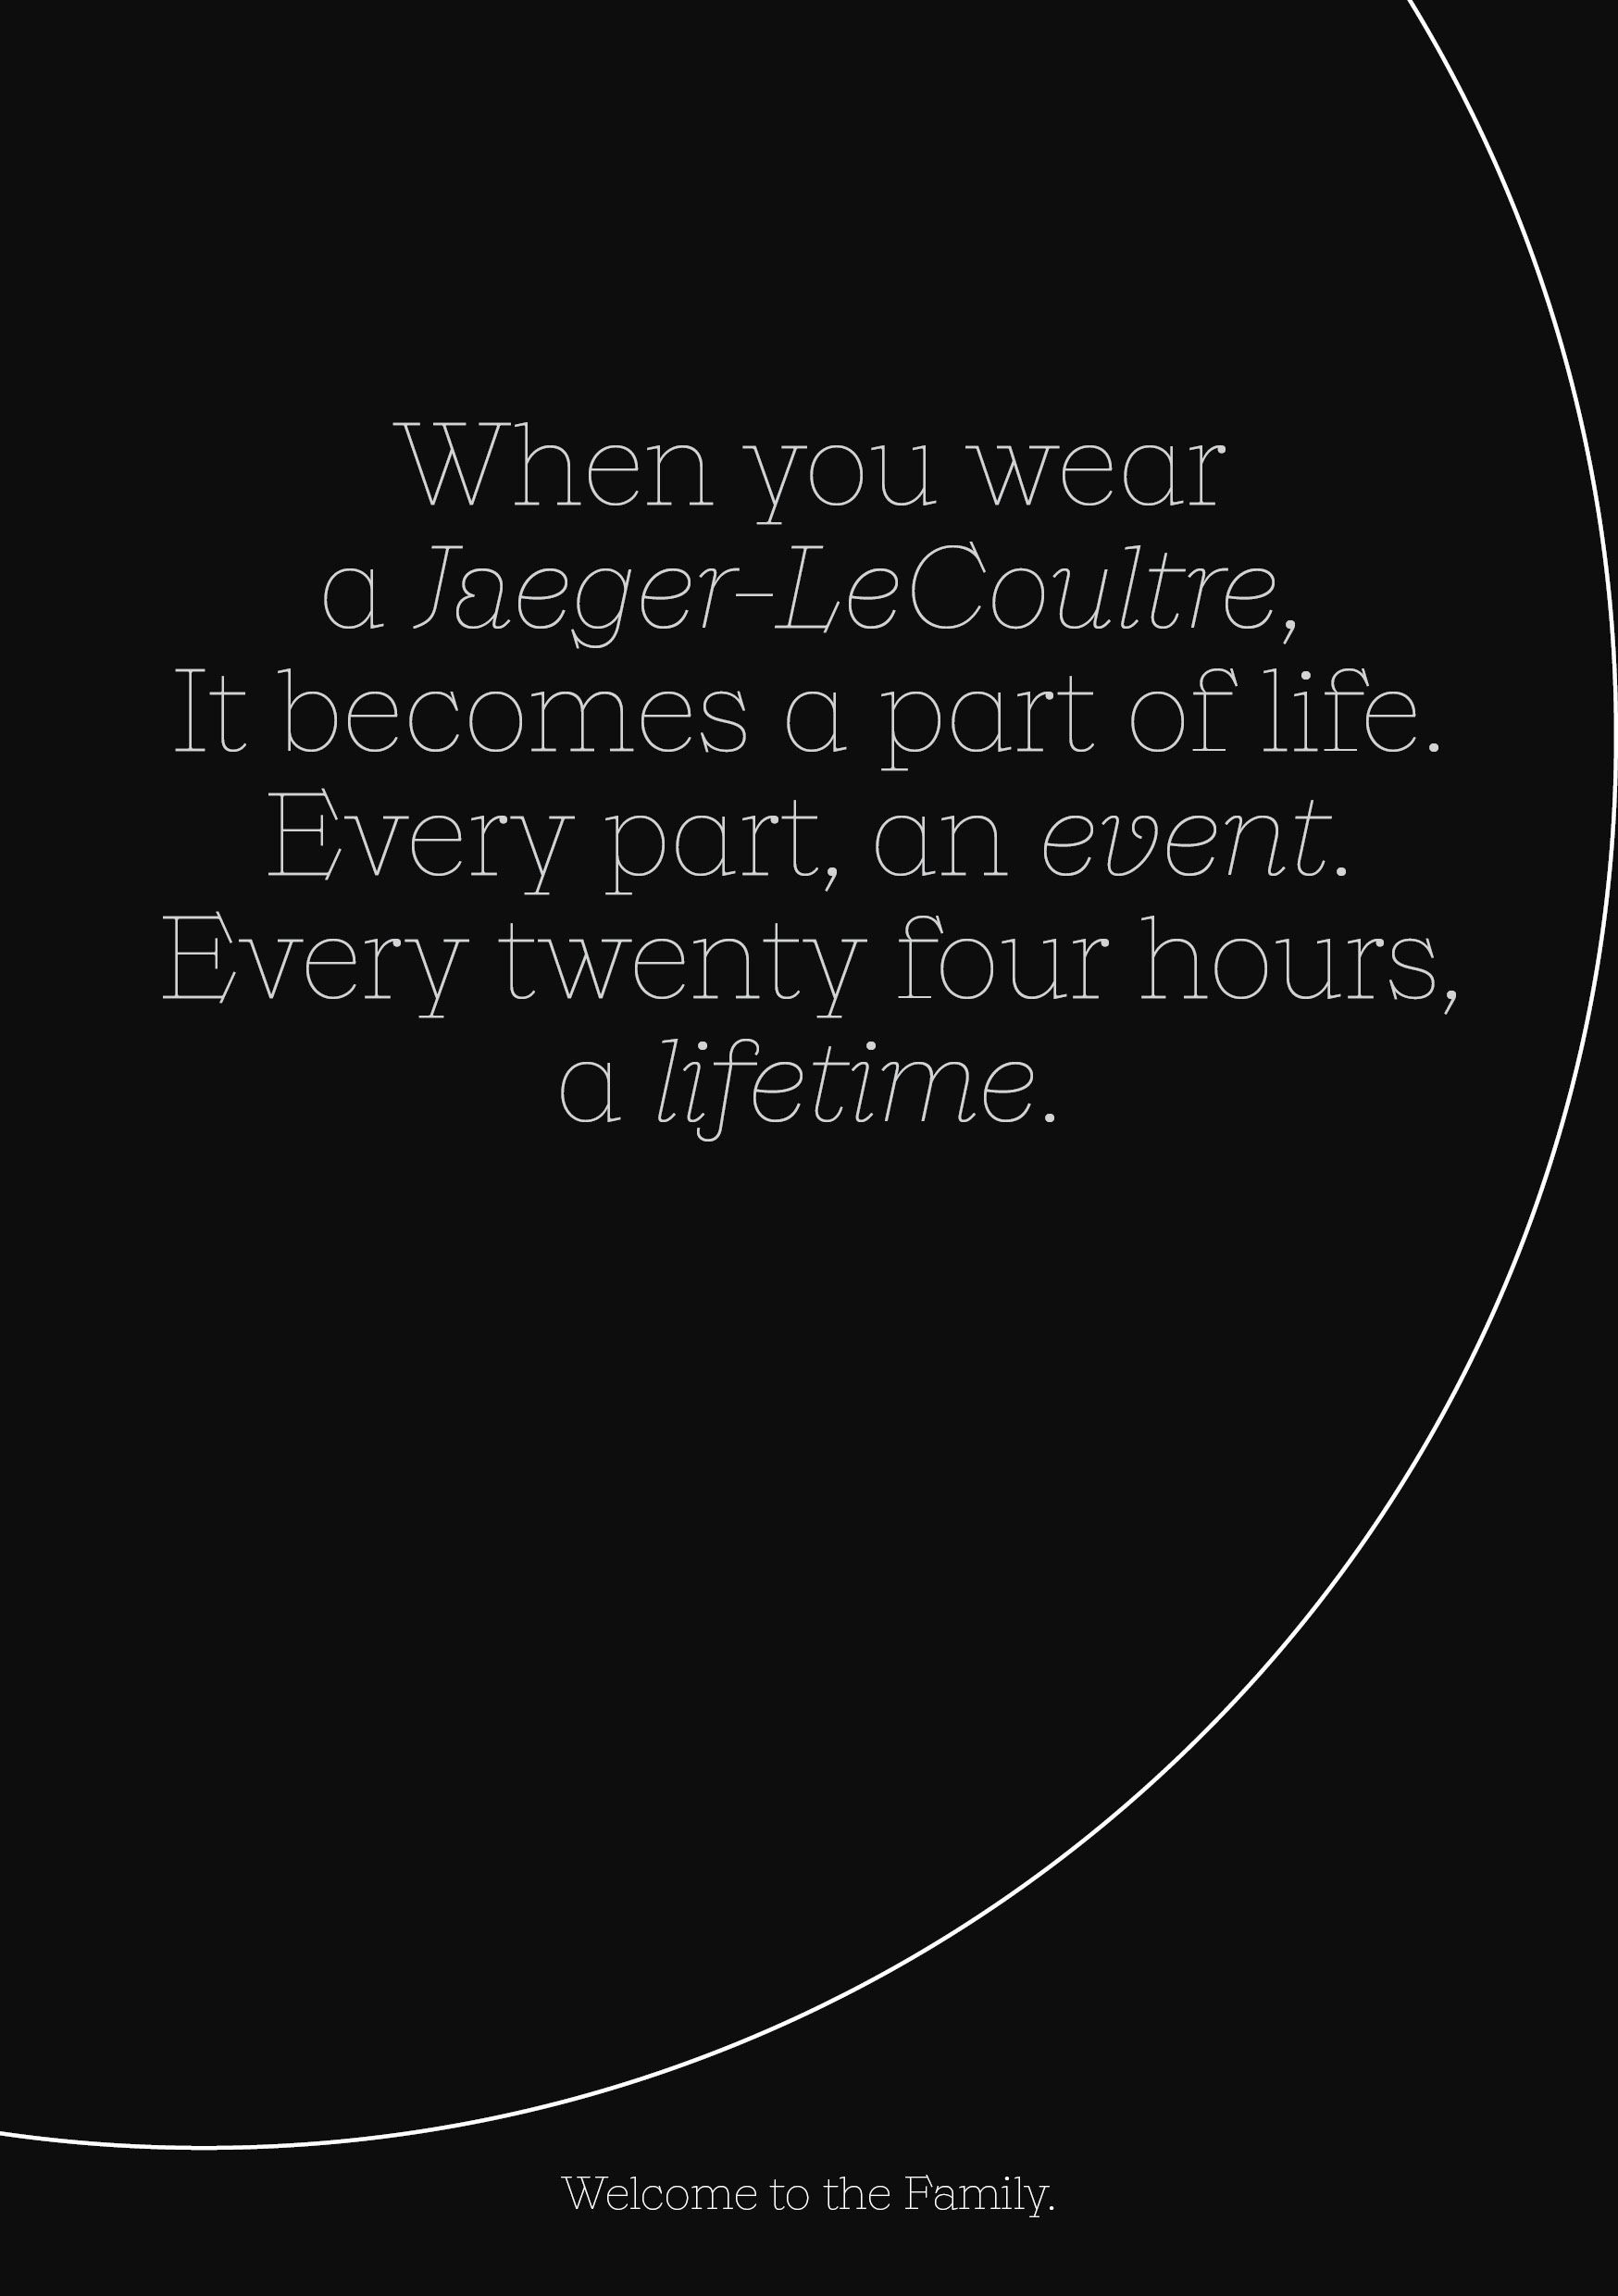 When you wear
a Jaeger-LeCoultre,
It becomes a part of life.
Every part, an event.
Every twenty four hours,
a lifetime.
Welcome to the Family.